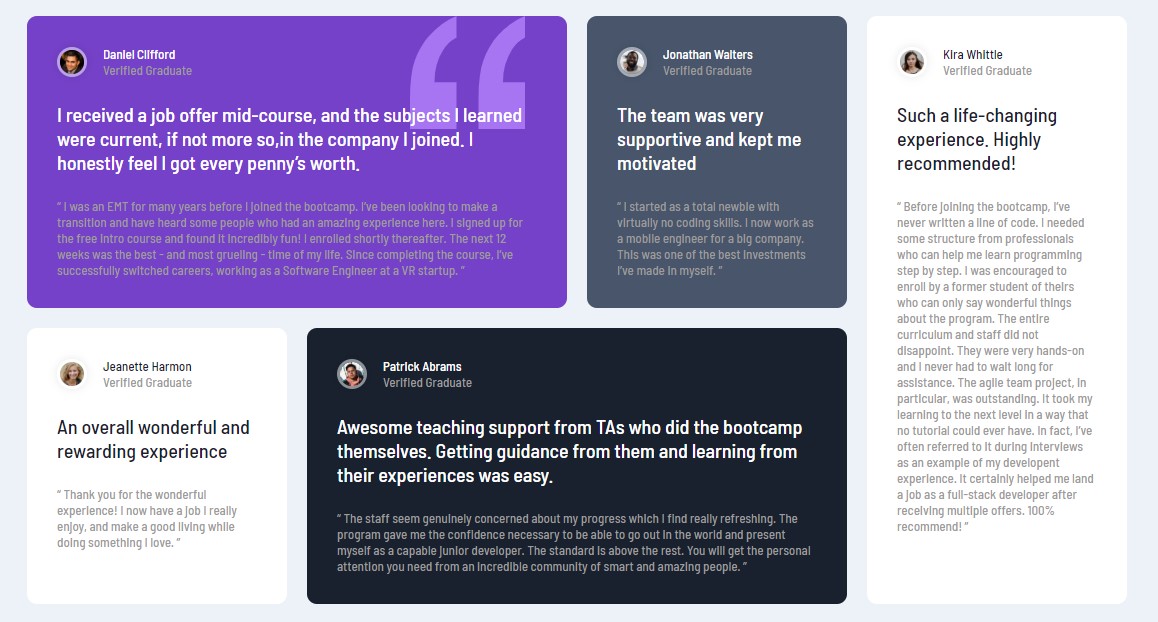 Daniel Clifford
Verified Graduate
I received a job offer mid-course, and the subjects I learned
were current, if not more so,in the company I joined. I
honestly feel I got every penny’s worth.
“ I was an EMT for many years before I joined the bootcamp. I’ve been looking to make a
transition and have heard some people who had an amazing experience here. I signed up for
the free intro course and found it incredibly fun! I enrolled shortly thereafter. The next 12
weeks was the best - and most grueling - time of my life. Since completing the course, I’ve
successfully switched careers, working as a Software Engineer at a VR startup. ”
Jonathan Walters
Verified Graduate
The team was very
supportive and kept me
motivated
“ I started as a total newbie with
virtually no coding skills. I now work as
a mobile engineer for a big company.
This was one of the best investments
I’ve made in myself. ”
Kira Whittle
Verified Graduate
Such a life-changing
experience. Highly
recommended!
“ Before joining the bootcamp, I’ve
never written a line of code. I needed
some structure from professionals
who can help me learn programming
step by step. I was encouraged to
enroll by a former student of theirs
who can only say wonderful things
about the program. The entire
curriculum and staff did not
disappoint. They were very hands-on
and I never had to wait long for
assistance. The agile team project, in
particular, was outstanding. It took my
learning to the next level in a way that
no tutorial could ever have. In fact, I’ve
often referred to it during interviews
as an example of my developent
experience. It certainly helped me land
a job as a full-stack developer after
receiving multiple offers. 100%
recommend! ”
Jeanette Harmon
Verified Graduate
An overall wonderful and
rewarding experience
“ Thank you for the wonderful
experience! I now have a job I really
enjoy, and make a good living while
doing something I love. ”
Patrick Abrams
Verified Graduate
Awesome teaching support from TAs who did the bootcamp
themselves. Getting guidance from them and learning from
their experiences was easy.
“ The staff seem genuinely concerned about my progress which I find really refreshing. The
program gave me the confidence necessary to be able to go out in the world and present
myself as a capable junior developer. The standard is above the rest. You will get the personal
attention you need from an incredible community of smart and amazing people. ”